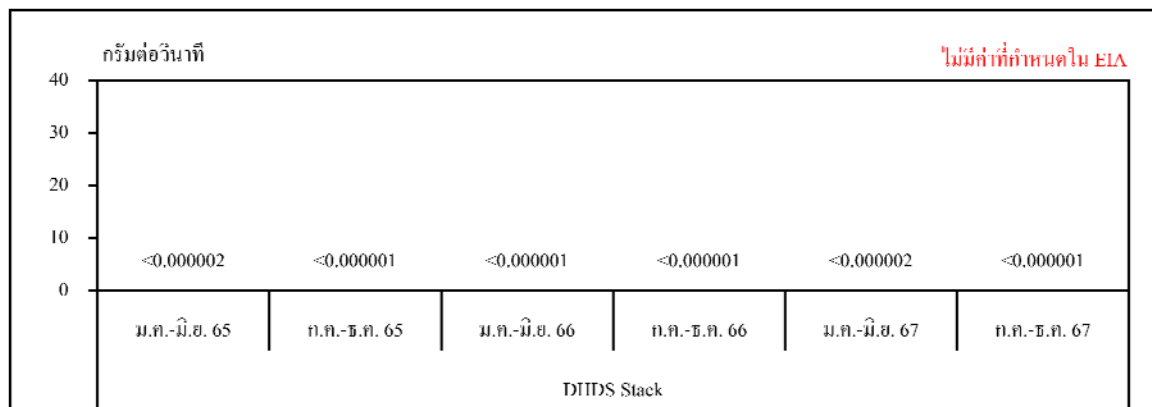 กรัมต่อวินาที
ไม่มีค่าที่กำหนดใน EIA
40
30
20
10
0
<0.000002 <0.000001 <0.000001 <0.000001 <0.000002 <0.000001
ม.ค.-มิ.ย. 65 ก.ค.-ธ.ค. 65 ม.ค.-มิ.ย. 66 ก.ค.-ธ.ค. 66 ม.ค.-มิ.ย. 67 ก.ค.-ธ.ค. 67
DHDS Stack